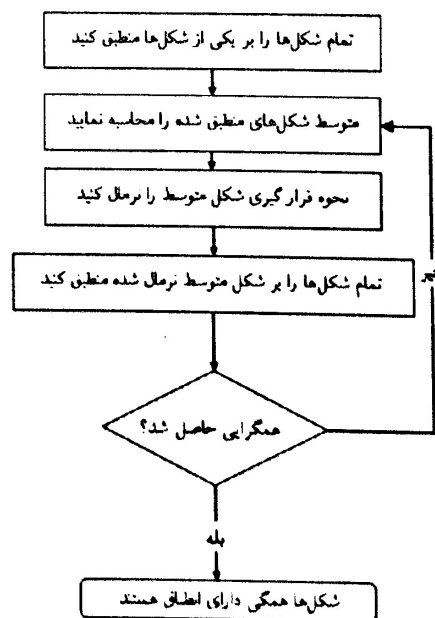 تمام شکل‌ها را بر یکی از شکل‌ها منطبق کنید
متوسط شکل‌های منطبق شده را محاسبه نمایید
نحوه قرارگیری شکل متوسط را نرمال کنید
تمام شکل‌ها را بر شکل متوسط نرمال شده منطبق کنید
خیر
همگرایی حاصل شد؟
بله
شکل‌ها همگی دارای انطباق هستند